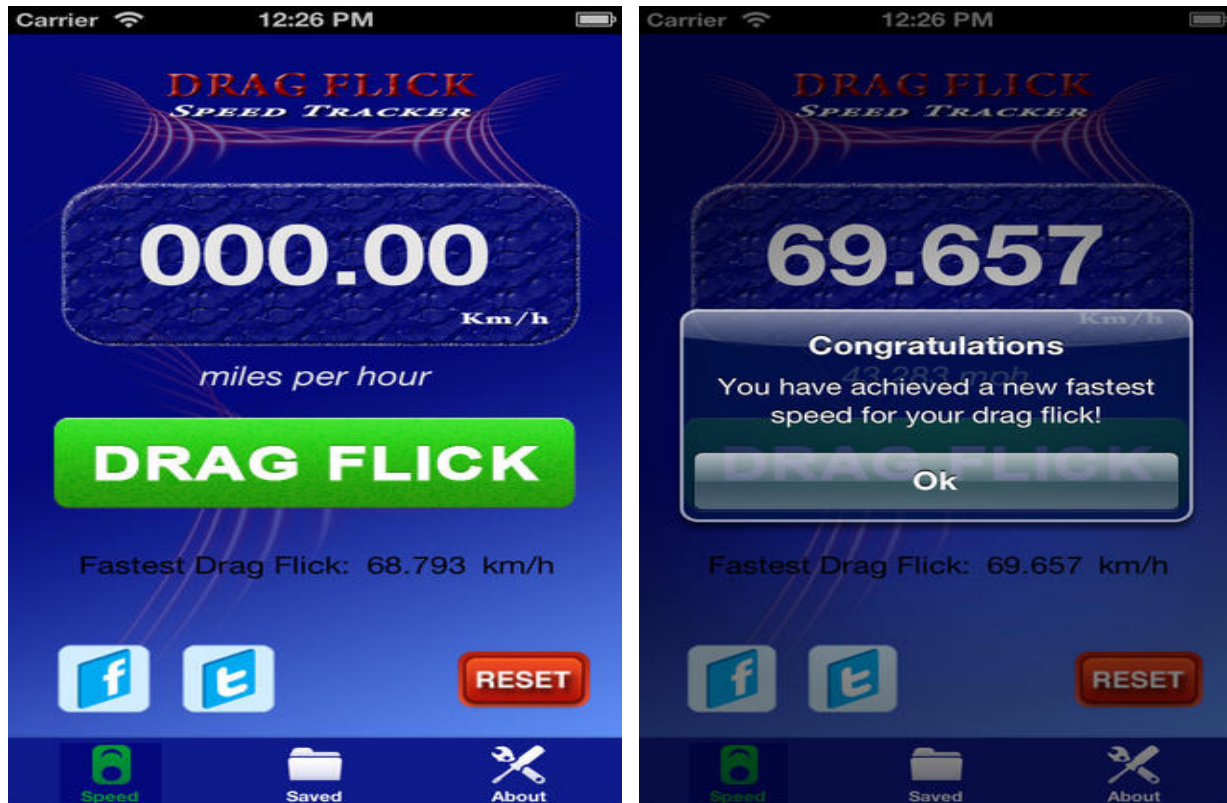 Carrier 12:26 PM
DRAG FLICK
SPEED TRACKER
000.00
Km/h
miles per hour
DRAG FLICK
Fastest Drag Flick: 68.793 km/h
f t RESET
Speed Saved About
Carrier 12:26 PM
DRAG FLICK
SPEED TRACKER
69.657
Km/h
43.283 mph
Congratulations
You have achieved a new fastest
speed for your drag flick!
DRAG FLICK
Ok
Fastest Drag Flick: 69.657 km/h
f t RESET
Speed Saved About